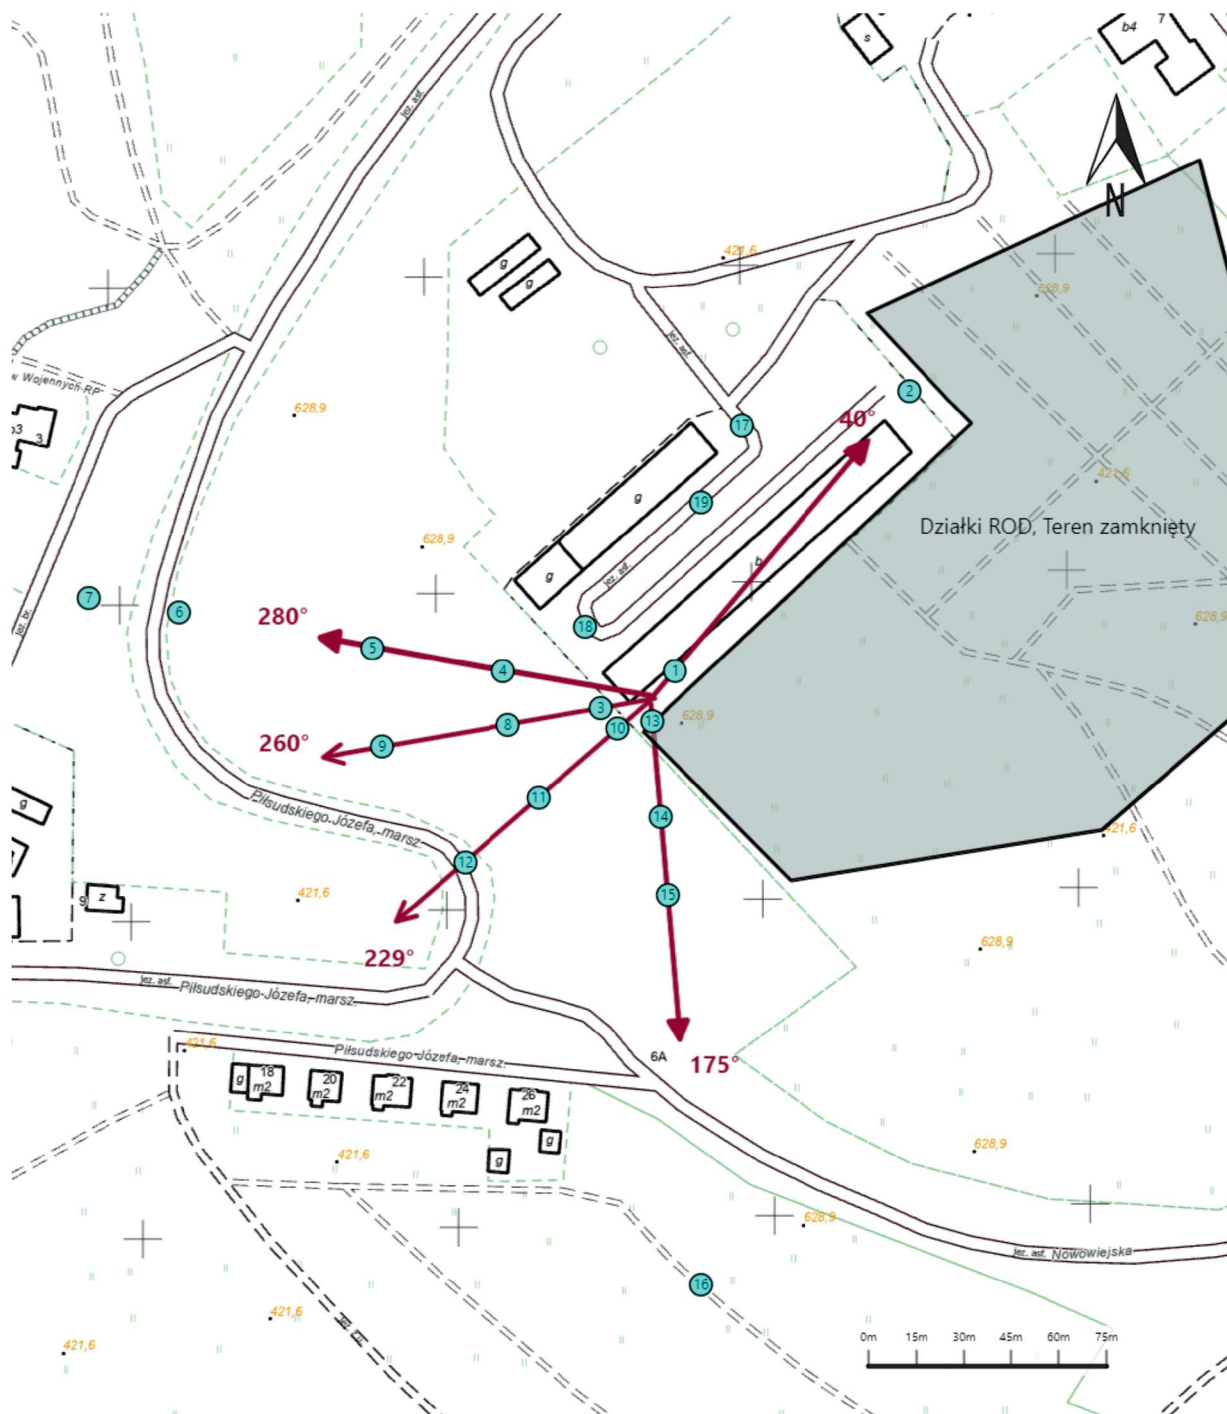 7
b4
s
jez. asf.
N
421,6
g
g
628,9
w Wojennych RP
jez. asf.
628,9
2
3
3
17
40°
g
19
421,6
Działki ROD, Teren zamknięty
628,9
b
g
jez. asf.
7
6
18
280°
628,9
jez. br.
5
4
1
3
10
13
628,9
8
260°
9
11
g
Piłsudskiego Józefa, marsz.
14
421,6
12
15
z
9
421,6
229°
628,9
jez. asf.
Piłsudskiego Józefa, marsz.
421,6
Piłsudskiego Józefa, marsz.
6A
175°
g
18
m2
20
m2
22
m2
24
m2
26
m2
g
g
421,6
628,9
628,9
jez. asf. Nowowiejska
16
421,6
421,6
0m 15m 30m 45m 60m 75m